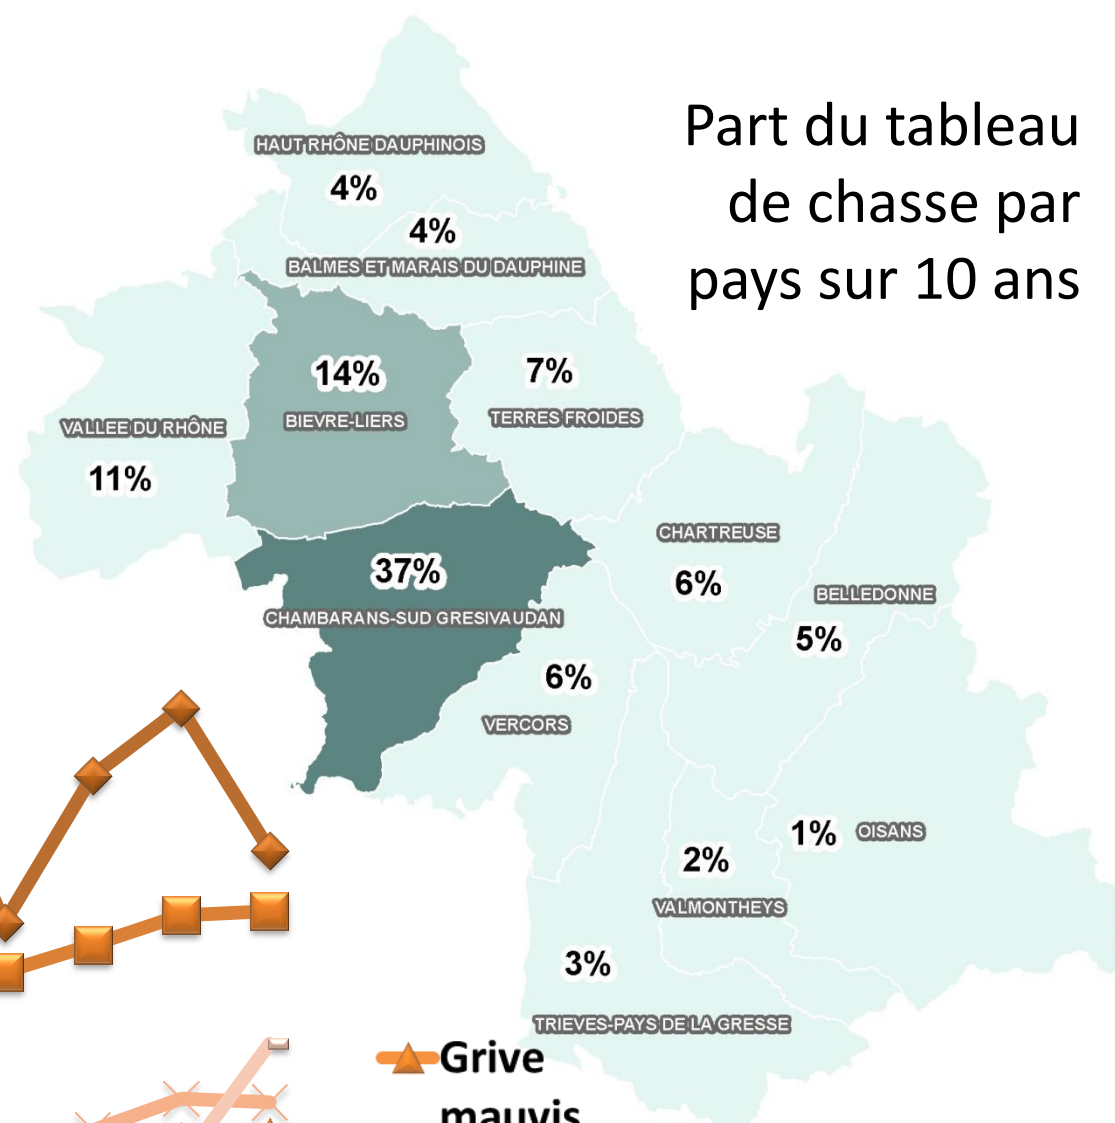 Part du tableau
de chasse par
pays sur 10 ans
HAUT RHÔNE DAUPHINOIS
4%
4%
BALMES ET MARAIS DU DAUPHINE
14%
BIEVRE-LIERS
7%
TERRES FROIDES
VALLEE DU RHÔNE
11%
37%
CHAMBARANS-SUD GRESIVAUDAN
CHARTREUSE
6%
BELLEDONNE
5%
6%
VERCORS
1% OISANS
2%
VALMONTHEYS
3%
TRIEVES-PAYS DE LA GRESSE
Grive
mauvis